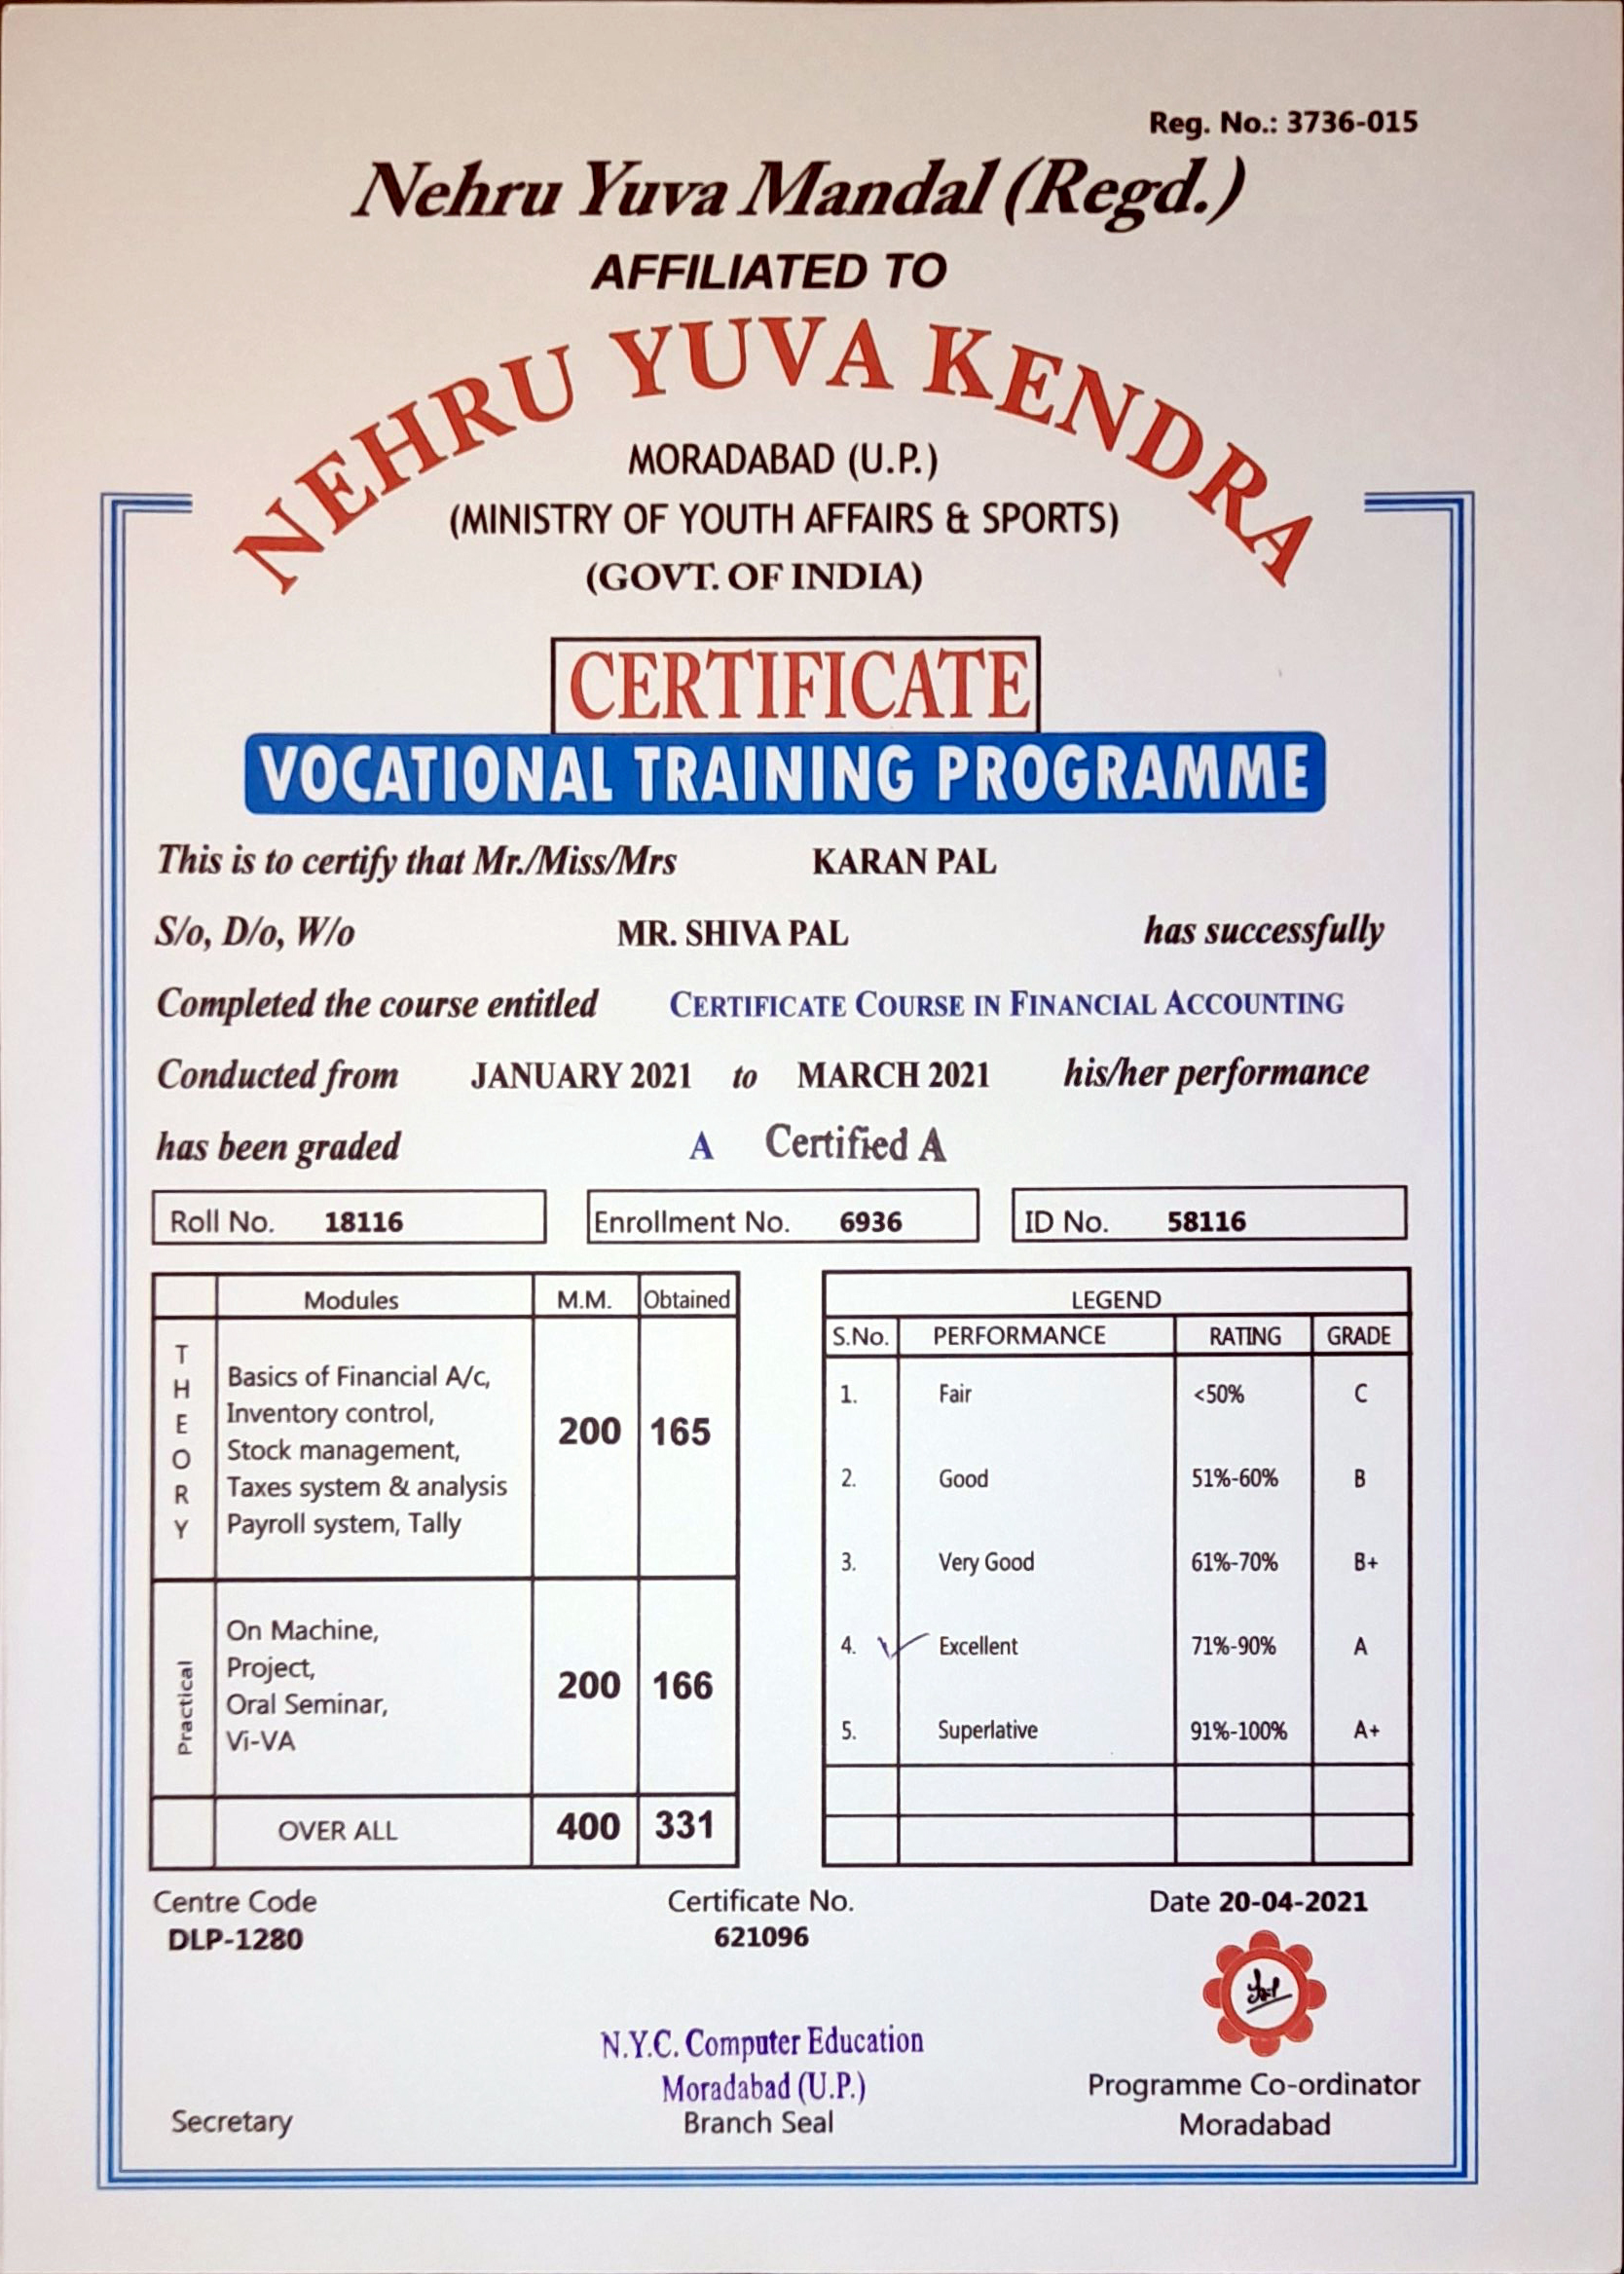 Reg. No.: 3736-015
Nehru Yuva Mandal (Regd.)
AFFILIATED TO
NEHRU YUVA KENDRA
MORADABAD (U.P.)
(MINISTRY OF YOUTH AFFAIRS & SPORTS)
(GOVT. OF INDIA)
CERTIFICATE
VOCATIONAL TRAINING PROGRAMME
This is to certify that Mr./Miss/Mrs KARAN PAL
S/o, D/o, W/o MR. SHIVA PAL has successfully
Completed the course entitled CERTIFICATE COURSE IN FINANCIAL ACCOUNTING
Conducted from JANUARY 2021 to MARCH 2021 his/her performance
has been graded A Certified A
Roll No. 18116 Enrollment No. 6936 ID No. 58116
Modules M.M. Obtained
THEORY
Basics of Financial A/c,
Inventory control,
Stock management,
Taxes system & analysis
Payroll system, Tally
200 165
Practical
On Machine,
Project,
Oral Seminar,
Vi-VA
200 166
OVER ALL 400 331
LEGEND
S.No. PERFORMANCE RATING GRADE
1. Fair <50% C
2. Good 51%-60% B
3. Very Good 61%-70% B+
4. Excellent 71%-90% A
5. Superlative 91%-100% A+
Centre Code Certificate No. Date 20-04-2021
DLP-1280 621096
N.Y.C. Computer Education
Moradabad (U.P.)
Secretary Branch Seal
Programme Co-ordinator
Moradabad